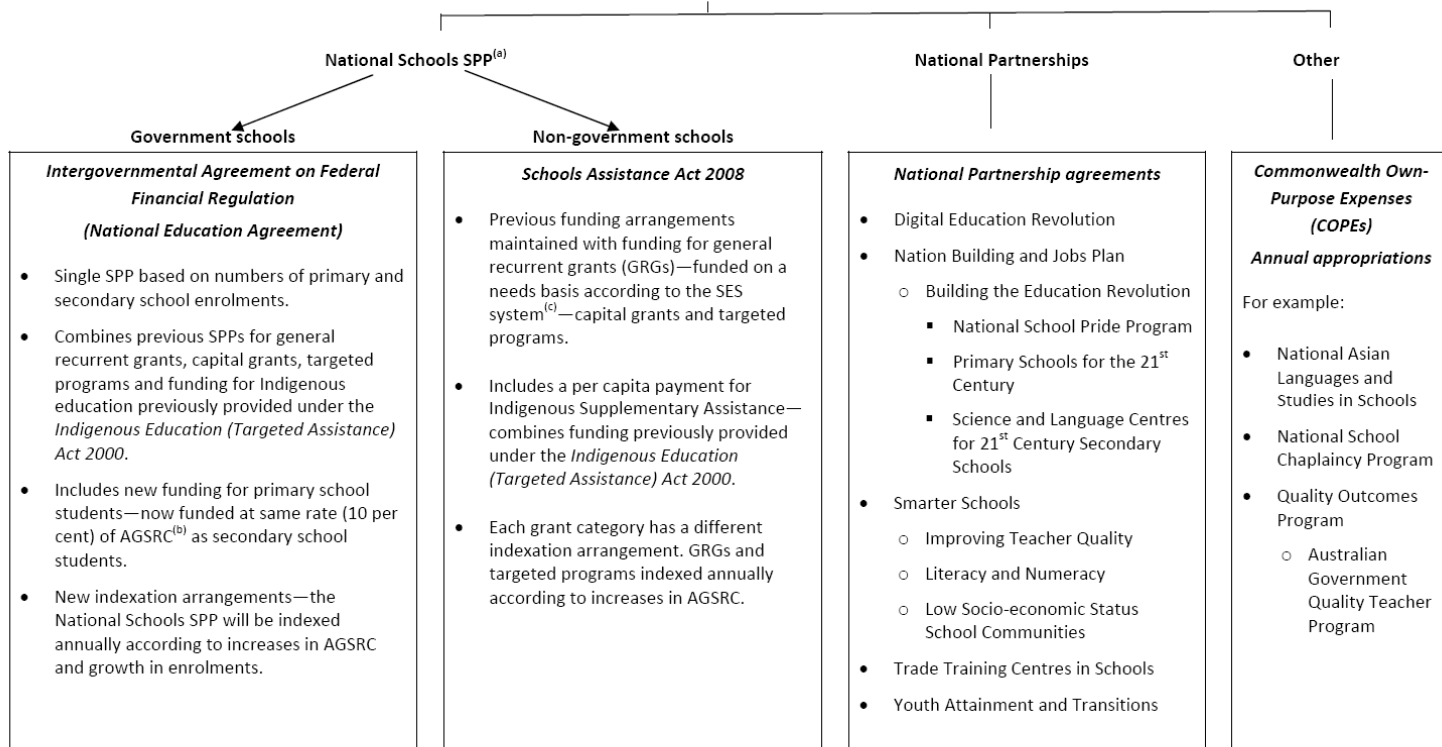 National Schools SPP(a)
National Partnerships
Other
Government schools
Non-government schools
Intergovernmental Agreement on Federal
Financial Regulation
(National Education Agreement)
• Single SPP based on numbers of primary and
secondary school enrolments.
• Combines previous SPPs for general
recurrent grants, capital grants, targeted
programs and funding for Indigenous
education previously provided under the
Indigenous Education (Targeted Assistance)
Act 2000.
• Includes new funding for primary school
students—now funded at same rate (10 per
cent) of AGSRC(b) as secondary school
students.
• New indexation arrangements—the
National Schools SPP will be indexed
annually according to increases in AGSRC
and growth in enrolments.
Schools Assistance Act 2008
• Previous funding arrangements
maintained with funding for general
recurrent grants (GRGs)—funded on a
needs basis according to the SES
system(c)—capital grants and targeted
programs.
• Includes a per capita payment for
Indigenous Supplementary Assistance—
combines funding previously provided
under the Indigenous Education
(Targeted Assistance) Act 2000.
• Each grant category has a different
indexation arrangement. GRGs and
targeted programs indexed annually
according to increases in AGSRC.
National Partnership agreements
• Digital Education Revolution
• Nation Building and Jobs Plan
○ Building the Education Revolution
▪ National School Pride Program
▪ Primary Schools for the 21st
Century
▪ Science and Language Centres
for 21st Century Secondary
Schools
• Smarter Schools
○ Improving Teacher Quality
○ Literacy and Numeracy
○ Low Socio-economic Status
School Communities
• Trade Training Centres in Schools
• Youth Attainment and Transitions
Commonwealth Own-
Purpose Expenses
(COPEs)
Annual appropriations
For example:
• National Asian
Languages and
Studies in Schools
• National School
Chaplaincy Program
• Quality Outcomes
Program
○ Australian
Government
Quality Teacher
Program